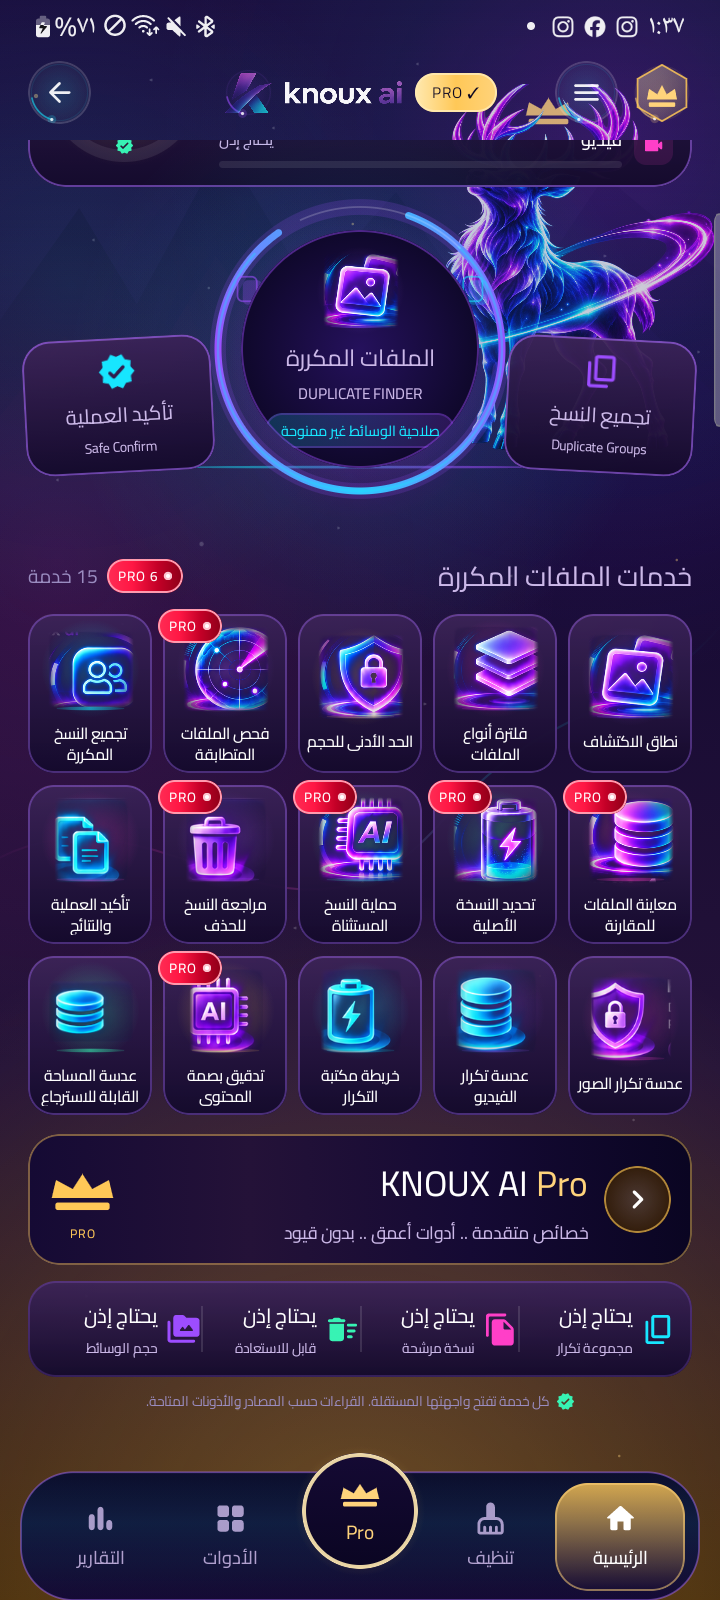 ١:٣٧
%٧١
knoux ai
PRO ✓
فيديو
يحتاج إذن
الملفات المكررة
DUPLICATE FINDER
صلاحية الوسائط غير ممنوحة
تجميع النسخ
Duplicate Groups
تأكيد العملية
Safe Confirm
خدمات الملفات المكررة
PRO 6
15 خدمة
نطاق الاكتشاف
فلترة أنواع
الملفات
الحد الأدنى للحجم
PRO
فحص الملفات
المتطابقة
تجميع النسخ
المكررة
PRO
معاينة الملفات
للمقارنة
PRO
تحديد النسخة
الأصلية
PRO
AI
حماية النسخ
المستثناة
PRO
مراجعة النسخ
للحذف
تأكيد العملية
والنتائج
عدسة تكرار الصور
عدسة تكرار
الفيديو
خريطة مكتبة
التكرار
PRO
AI
تدقيق بصمة
المحتوى
عدسة المساحة
القابلة للاسترجاع
KNOUX AI Pro
خصائص متقدمة .. أدوات أعمق .. بدون قيود
PRO
يحتاج إذن
مجموعة تكرار
يحتاج إذن
نسخة مرشحة
يحتاج إذن
قابل للاستعادة
يحتاج إذن
حجم الوسائط
كل خدمة تفتح واجهتها المستقلة. القراءات حسب المصادر والأذونات المتاحة.
الرئيسية
تنظيف
Pro
الأدوات
التقارير